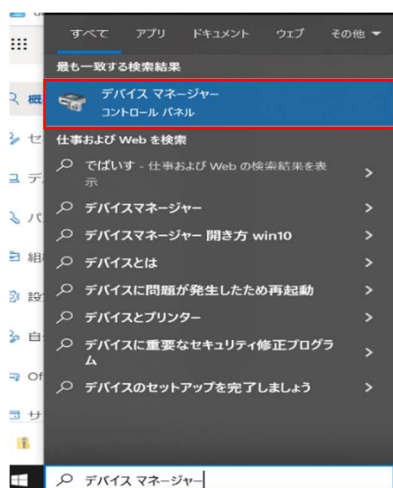 すべて アプリ ドキュメント ウェブ その他
最も一致する検索結果
デバイス マネージャー
コントロール パネル
仕事および Web を検索
でばいす - 仕事および Web の検索結果を表
示
デバイスマネージャー
デバイスマネージャー 開き方 win10
デバイスとは
デバイスに問題が発生したため再起動
デバイスとプリンター
デバイスに重要なセキュリティ修正プログラ
ム
デバイスのセットアップを完了しましょう
デバイス マネージャー
概
セ
デ
パ
組
設
自
Of
サ